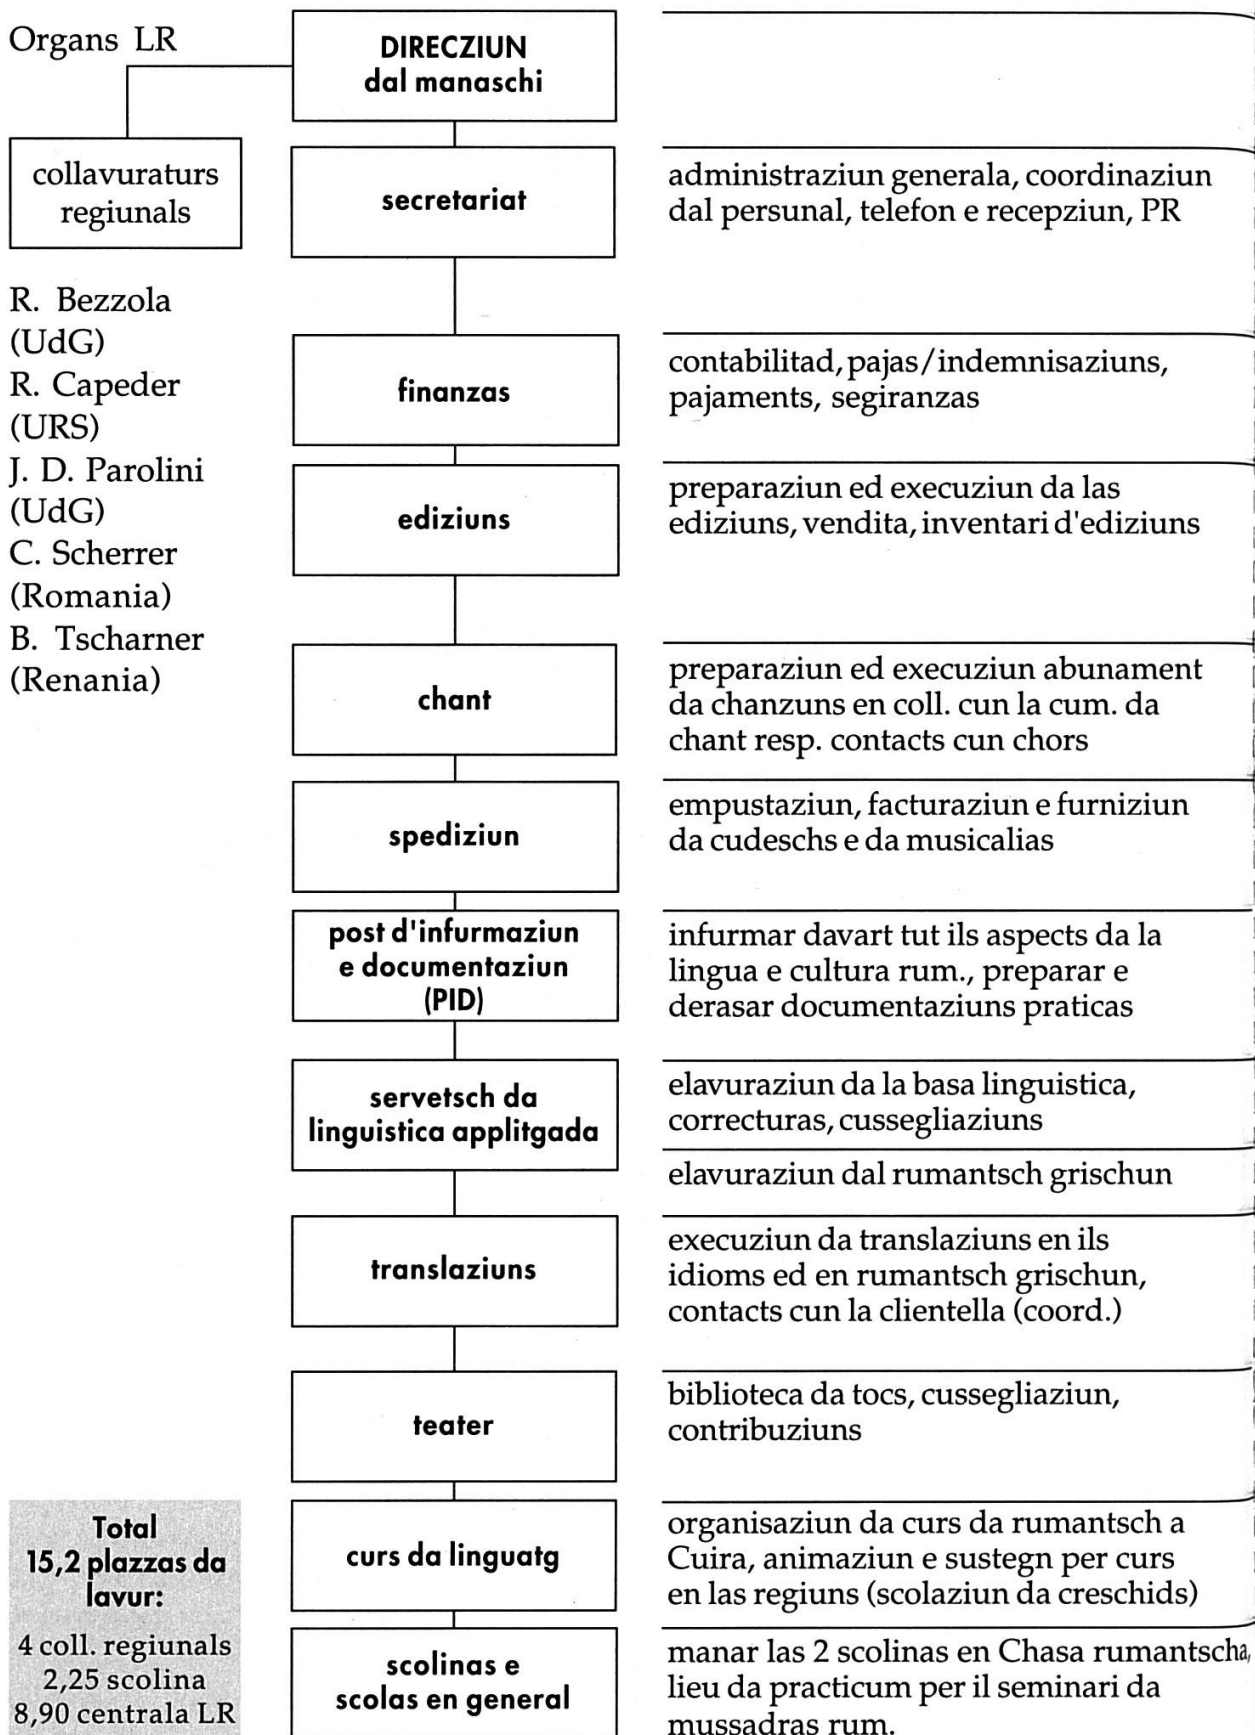 Organs LR
DIRECZIUN
dal manaschi
collavuraturs
regiunals
R. Bezzola
(UdG)
R. Capeder
(URS)
J. D. Parolini
(UdG)
C. Scherrer
(Romania)
B. Tscharner
(Renania)
secretariat
administraziun generala, coordinaziun
dal persunal, telefon e recepziun, PR
finanzas
contabilitad, pajas/indemnisaziuns,
pajaments, segiranzas
ediziuns
preparaziun ed execuziun da las
ediziuns, vendita, inventari d'ediziuns
chant
preparaziun ed execuziun abunament
da chanzuns en coll. cun la cum. da
chant resp. contacts cun chors
spediziun
empustaziun, facturaziun e furniziun
da cudeschs e da musicalias
post d'infurmaziun
e documentaziun
(PID)
infurmar davart tut ils aspects da la
lingua e cultura rum., preparar e
derasar documentaziuns praticas
servetsch da
linguistica applitgada
elavuraziun da la basa linguistica,
correcturas, cussegliaziuns
elavuraziun dal rumantsch grischun
translaziuns
execuziun da translaziuns en ils
idioms ed en rumantsch grischun,
contacts cun la clientella (coord.)
teater
biblioteca da tocs, cussegliaziun,
contribuziuns
curs da linguatg
organisaziun da curs da rumantsch a
Cuira, animaziun e sustegn per curs
en las regiuns (scolaziun da creschids)
scolinas e
scolas en general
manar las 2 scolinas en Chasa rumantscha,
lieu da practicum per il seminari da
mussadras rum.
Total
15,2 plazzas da
lavur:
4 coll. regiunals
2,25 scolina
8,90 centrala LR